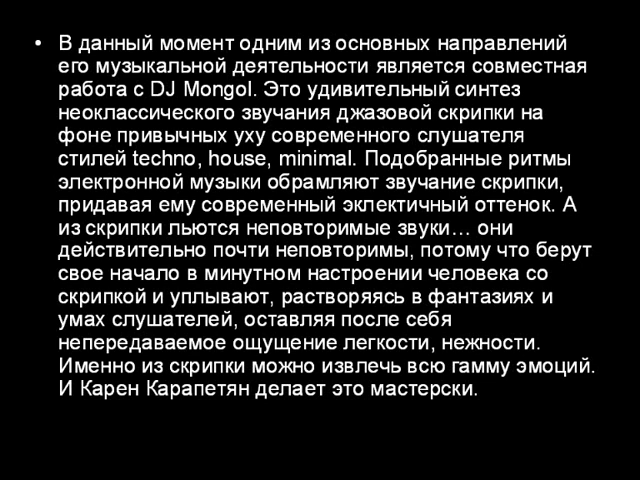 • В данный момент одним из основных направлений
его музыкальной деятельности является совместная
работа с DJ Mongol. Это удивительный синтез
неоклассического звучания джазовой скрипки на
фоне привычных уху современного слушателя
стилей techno, house, minimal. Подобранные ритмы
электронной музыки обрамляют звучание скрипки,
придавая ему современный эклектичный оттенок. А
из скрипки льются неповторимые звуки… они
действительно почти неповторимы, потому что берут
свое начало в минутном настроении человека со
скрипкой и уплывают, растворяясь в фантазиях и
умах слушателей, оставляя после себя
непередаваемое ощущение легкости, нежности.
Именно из скрипки можно извлечь всю гамму эмоций.
И Карен Карапетян делает это мастерски.